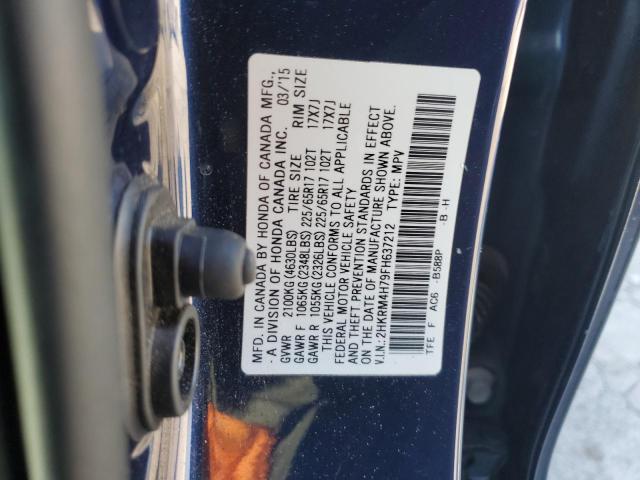 MFD. IN CANADA BY HONDA OF CANADA MFG.,
- A DIVISION OF HONDA CANADA INC. 03/'15
GVWR 2100KG(4630LBS) TIRE SIZE RIM SIZE
GAWR F 1065KG(2348LBS) 225/65R17 102T 17X7J
GAWR R 1055KG(2326LBS) 225/65R17 102T 17X7J
THIS VEHICLE CONFORMS TO ALL APPLICABLE
FEDERAL MOTOR VEHICLE SAFETY
AND THEFT PREVENTION STANDARDS IN EFFECT
ON THE DATE OF MANUFACTURE SHOWN ABOVE.
V.I.N.: 2HKRM4H79FH637212 TYPE: MPV
TFE F AC6 -B588P -B-H